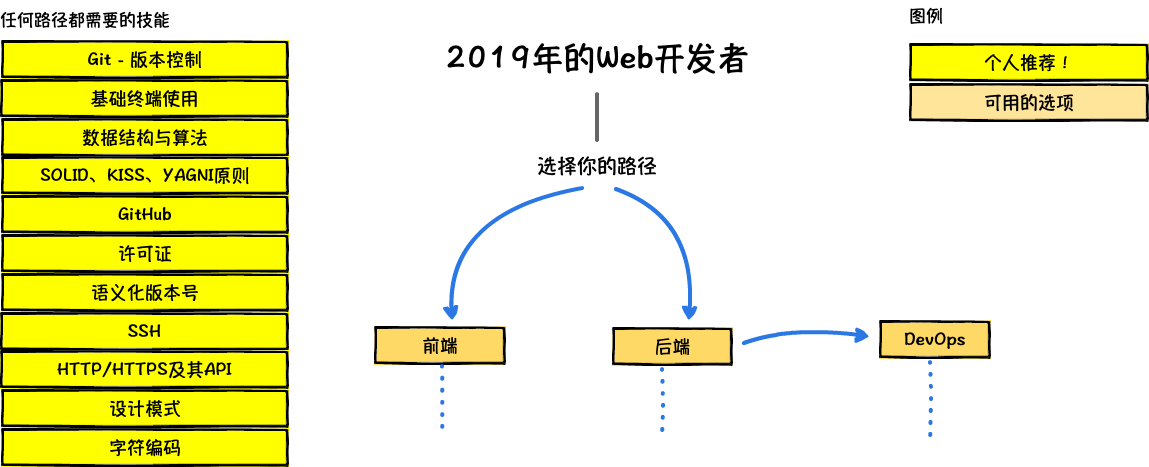 任何路径都需要的技能
Git - 版本控制
基础终端使用
数据结构与算法
SOLID、KISS、YAGNI原则
GitHub
许可证
语义化版本号
SSH
HTTP/HTTPS及其API
设计模式
字符编码
2019年的Web开发者
选择你的路径
前端
后端
DevOps
图例
个人推荐！
可用的选项